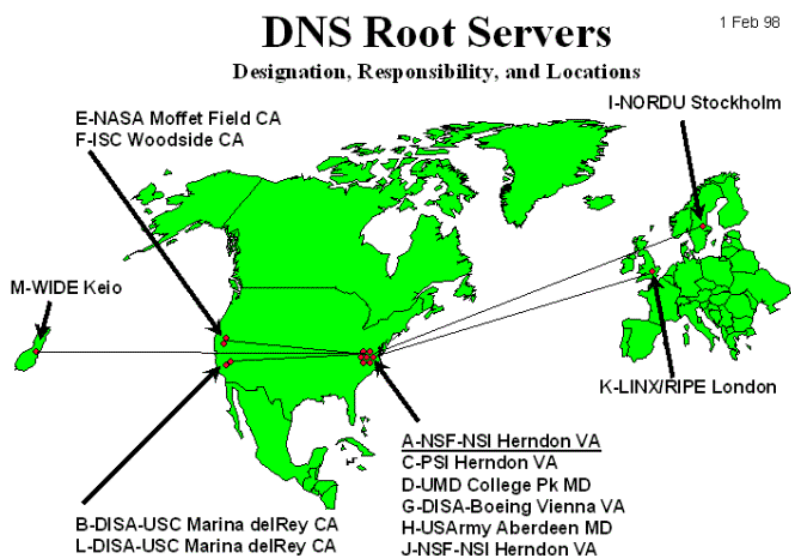 DNS Root Servers
1 Feb 98
Designation, Responsibility, and Locations
E-NASA Moffet Field CA
F-ISC Woodside CA
I-NORDU Stockholm
M-WIDE Keio
K-LINX/RIPE London
A-NSF-NSI Herndon VA
C-PSI Herndon VA
D-UMD College Pk MD
G-DISA-Boeing Vienna VA
H-USArmy Aberdeen MD
J-NSF-NSI Herndon VA
B-DISA-USC Marina delRey CA
L-DISA-USC Marina delRey CA